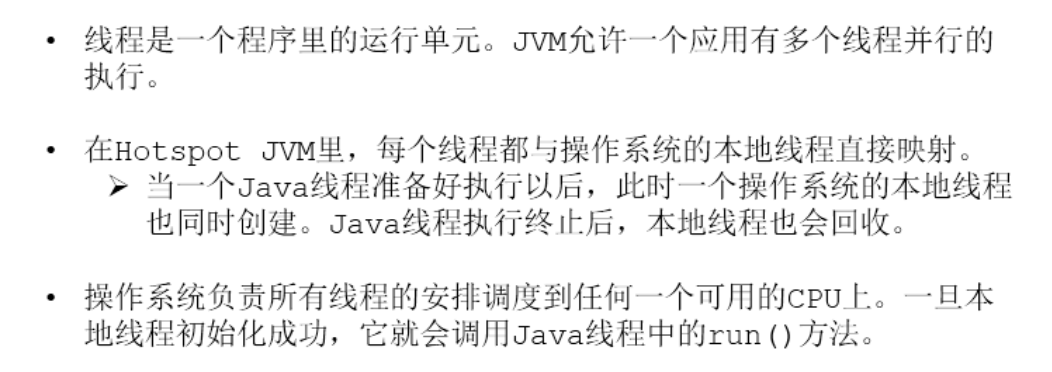 • 线程是一个程序里的运行单元。JVM允许一个应用有多个线程并行的
执行。
• 在Hotspot JVM里，每个线程都与操作系统的本地线程直接映射。
➢ 当一个Java线程准备好执行以后，此时一个操作系统的本地线程
也同时创建。Java线程执行终止后，本地线程也会回收。
• 操作系统负责所有线程的安排调度到任何一个可用的CPU上。一旦本
地线程初始化成功，它就会调用Java线程中的run()方法。